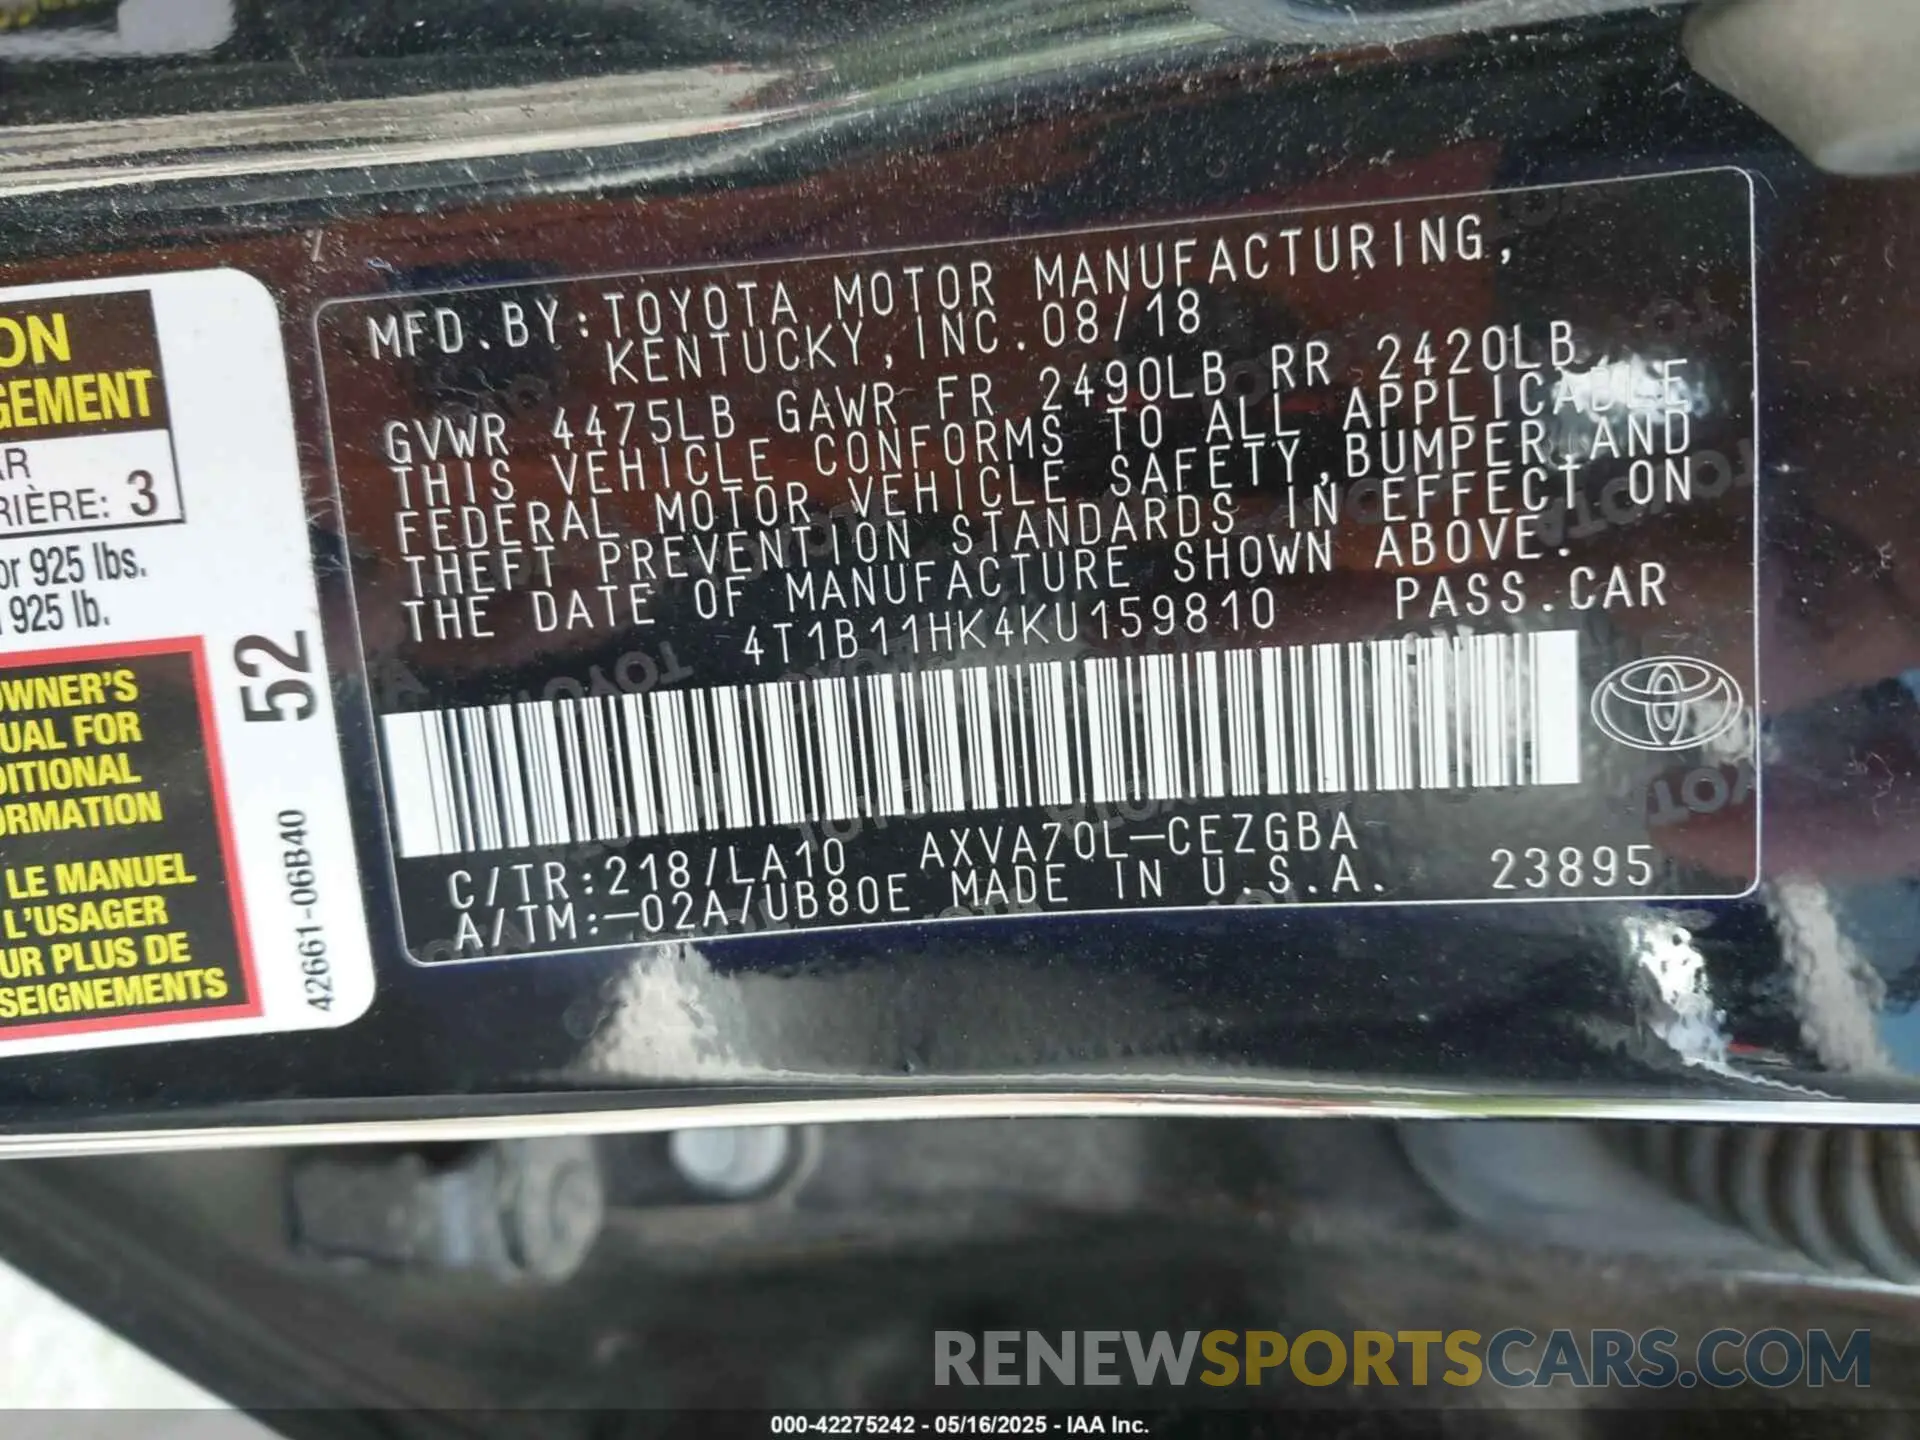 ON
GEMENT
AR
RIÈRE: 3
or 925 lbs.
925 lb.
OWNER'S
UAL FOR
DITIONAL
ORMATION
LE MANUEL
L'USAGER
UR PLUS DE
SEIGNEMENTS
52
42661-06B40
MFD.BY:TOYOTA MOTOR MANUFACTURING,
KENTUCKY,INC.08/18
GVWR 4475LB GAWR FR 2490LB RR 2420LB
THIS VEHICLE CONFORMS TO ALL APPLICABLE
FEDERAL MOTOR VEHICLE SAFETY,BUMPER AND
THEFT PREVENTION STANDARDS IN EFFECT ON
THE DATE OF MANUFACTURE SHOWN ABOVE.
4T1B11HK4KU159810 PASS.CAR
C/TR:218/LA10 AXVA70L-CEZGBA
A/TM:-02A/UB80E MADE IN U.S.A. 23895
RENEWSPORTSCARS.COM
000-42275242 - 05/16/2025 - IAA Inc.